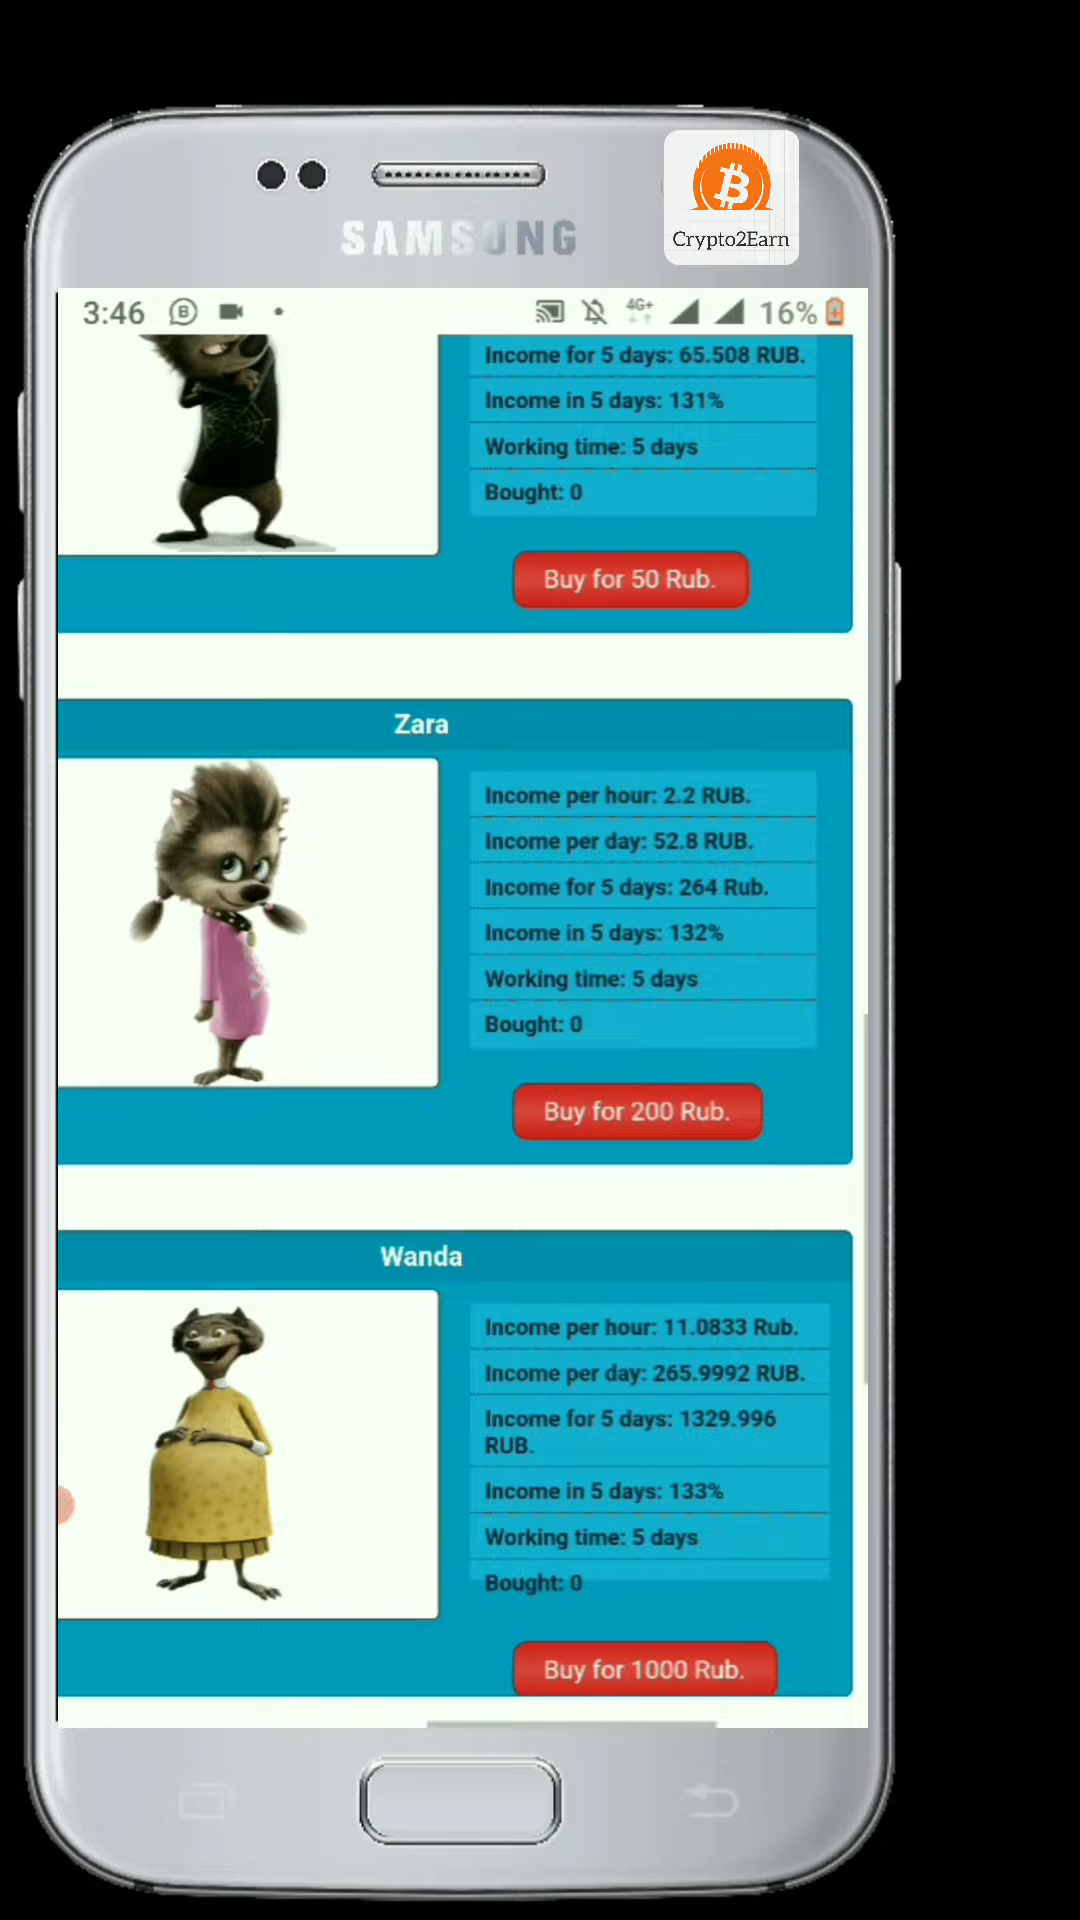 SAMSUNG
Crypto2Earn
3:46
4G+
16%
Income for 5 days: 65.508 RUB.
Income in 5 days: 131%
Working time: 5 days
Bought: 0
Buy for 50 Rub.
Zara
Income per hour: 2.2 RUB.
Income per day: 52.8 RUB.
Income for 5 days: 264 Rub.
Income in 5 days: 132%
Working time: 5 days
Bought: 0
Buy for 200 Rub.
Wanda
Income per hour: 11.0833 Rub.
Income per day: 265.9992 RUB.
Income for 5 days: 1329.996
RUB.
Income in 5 days: 133%
Working time: 5 days
Bought: 0
Buy for 1000 Rub.